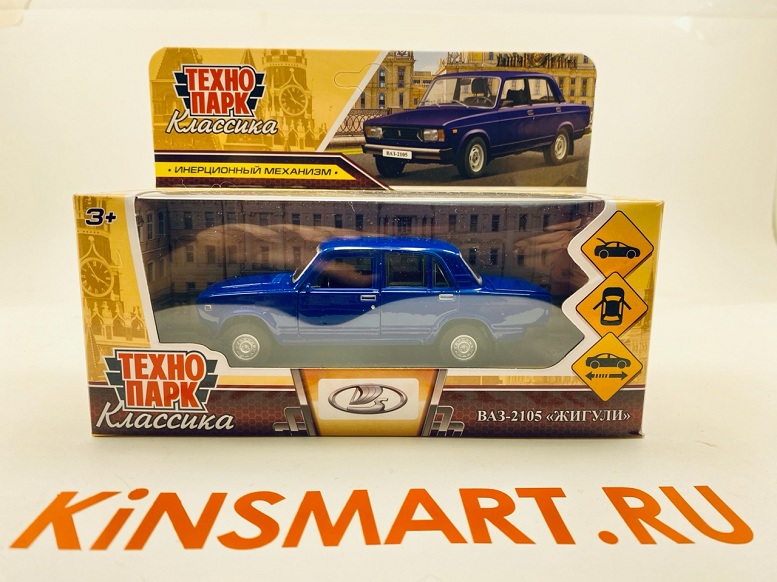 ТЕХНО
ПАРК
Классика
ВАЗ-2105
• ИНЕРЦИОННЫЙ МЕХАНИЗМ •
3+
ТЕХНО
ПАРК
Классика
ВАЗ-2105 «ЖИГУЛИ»
KiNSMART.RU